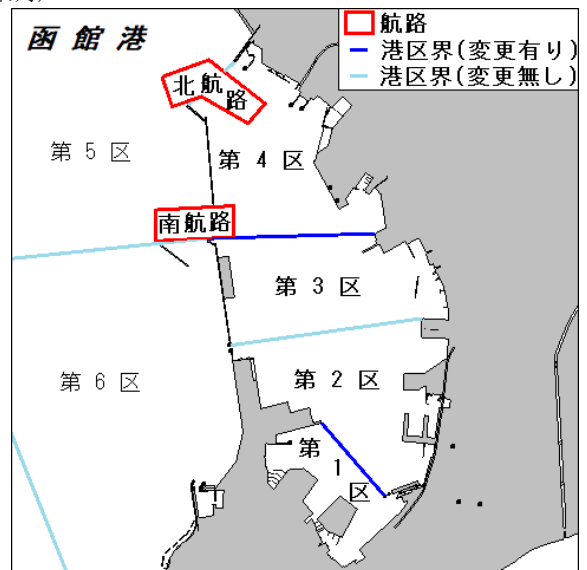 函館港
航路
港区界(変更有り)
港区界(変更無し)
北航路
第5区
第4区
南航路
第3区
第6区
第2区
第1区